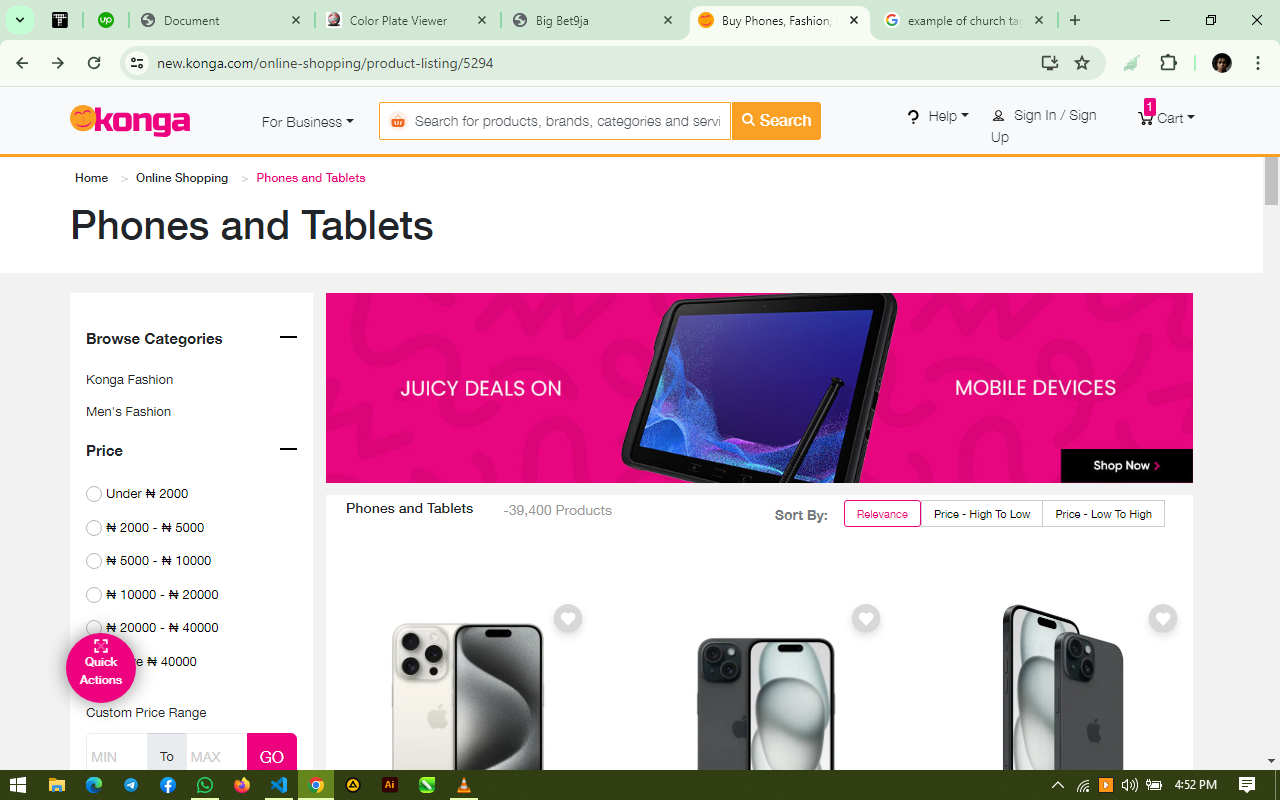 Document
Color Plate Viewer
Big Bet9ja
Buy Phones, Fashion,
example of church ta
new.konga.com/online-shopping/product-listing/5294
konga
For Business
Search for products, brands, categories and servi
Search
Help
Sign In / Sign
Up
1
Cart
Home > Online Shopping > Phones and Tablets
Phones and Tablets
Browse Categories
Konga Fashion
Men's Fashion
Price
Under ₦ 2000
₦ 2000 - ₦ 5000
₦ 5000 - ₦ 10000
₦ 10000 - ₦ 20000
₦ 20000 - ₦ 40000
₦ 40000
Quick
Actions
Custom Price Range
MIN To MAX GO
JUICY DEALS ON
MOBILE DEVICES
Shop Now >
Phones and Tablets
-39,400 Products
Sort By:
Relevance
Price - High To Low
Price - Low To High
up
Ai
4:52 PM